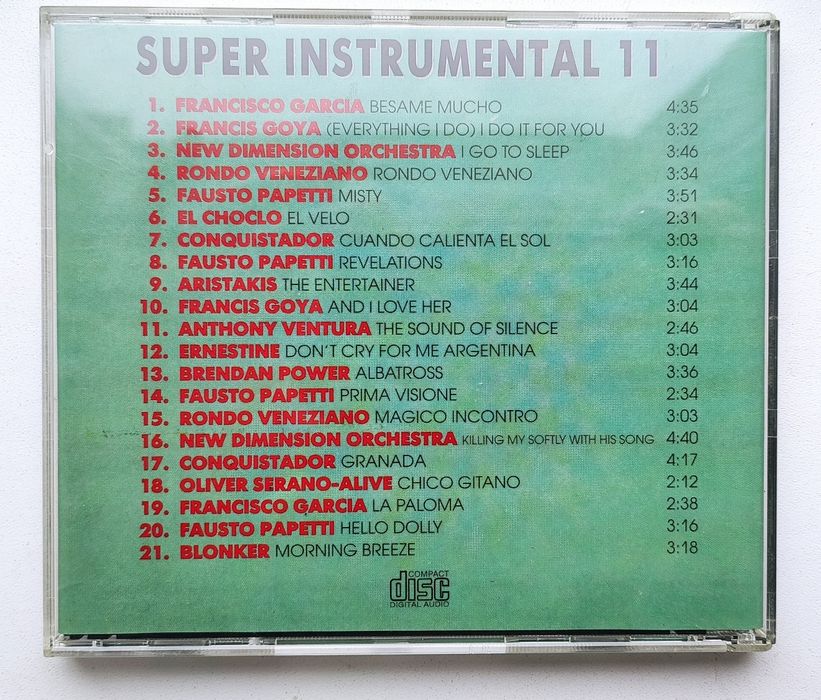 SUPER INSTRUMENTAL 11
1. FRANCISCO GARCIA BESAME MUCHO 4:35
2. FRANCIS GOYA (EVERYTHING I DO) I DO IT FOR YOU 3:32
3. NEW DIMENSION ORCHESTRA I GO TO SLEEP 3:46
4. RONDO VENEZIANO RONDO VENEZIANO 3:34
5. FAUSTO PAPETTI MISTY 3:51
6. EL CHOCLO EL VELO 2:31
7. CONQUISTADOR CUANDO CALIENTA EL SOL 3:03
8. FAUSTO PAPETTI REVELATIONS 3:16
9. ARISTAKIS THE ENTERTAINER 3:44
10. FRANCIS GOYA AND I LOVE HER 3:04
11. ANTHONY VENTURA THE SOUND OF SILENCE 2:46
12. ERNESTINE DON'T CRY FOR ME ARGENTINA 3:04
13. BRENDAN POWER ALBATROSS 3:36
14. FAUSTO PAPETTI PRIMA VISIONE 2:34
15. RONDO VENEZIANO MAGICO INCONTRO 3:03
16. NEW DIMENSION ORCHESTRA KILLING MY SOFTLY WITH HIS SONG 4:40
17. CONQUISTADOR GRANADA 4:17
18. OLIVER SERANO-ALIVE CHICO GITANO 2:12
19. FRANCISCO GARCIA LA PALOMA 2:38
20. FAUSTO PAPETTI HELLO DOLLY 3:16
21. BLONKER MORNING BREEZE 3:18
COMPACT
disc
DIGITAL AUDIO